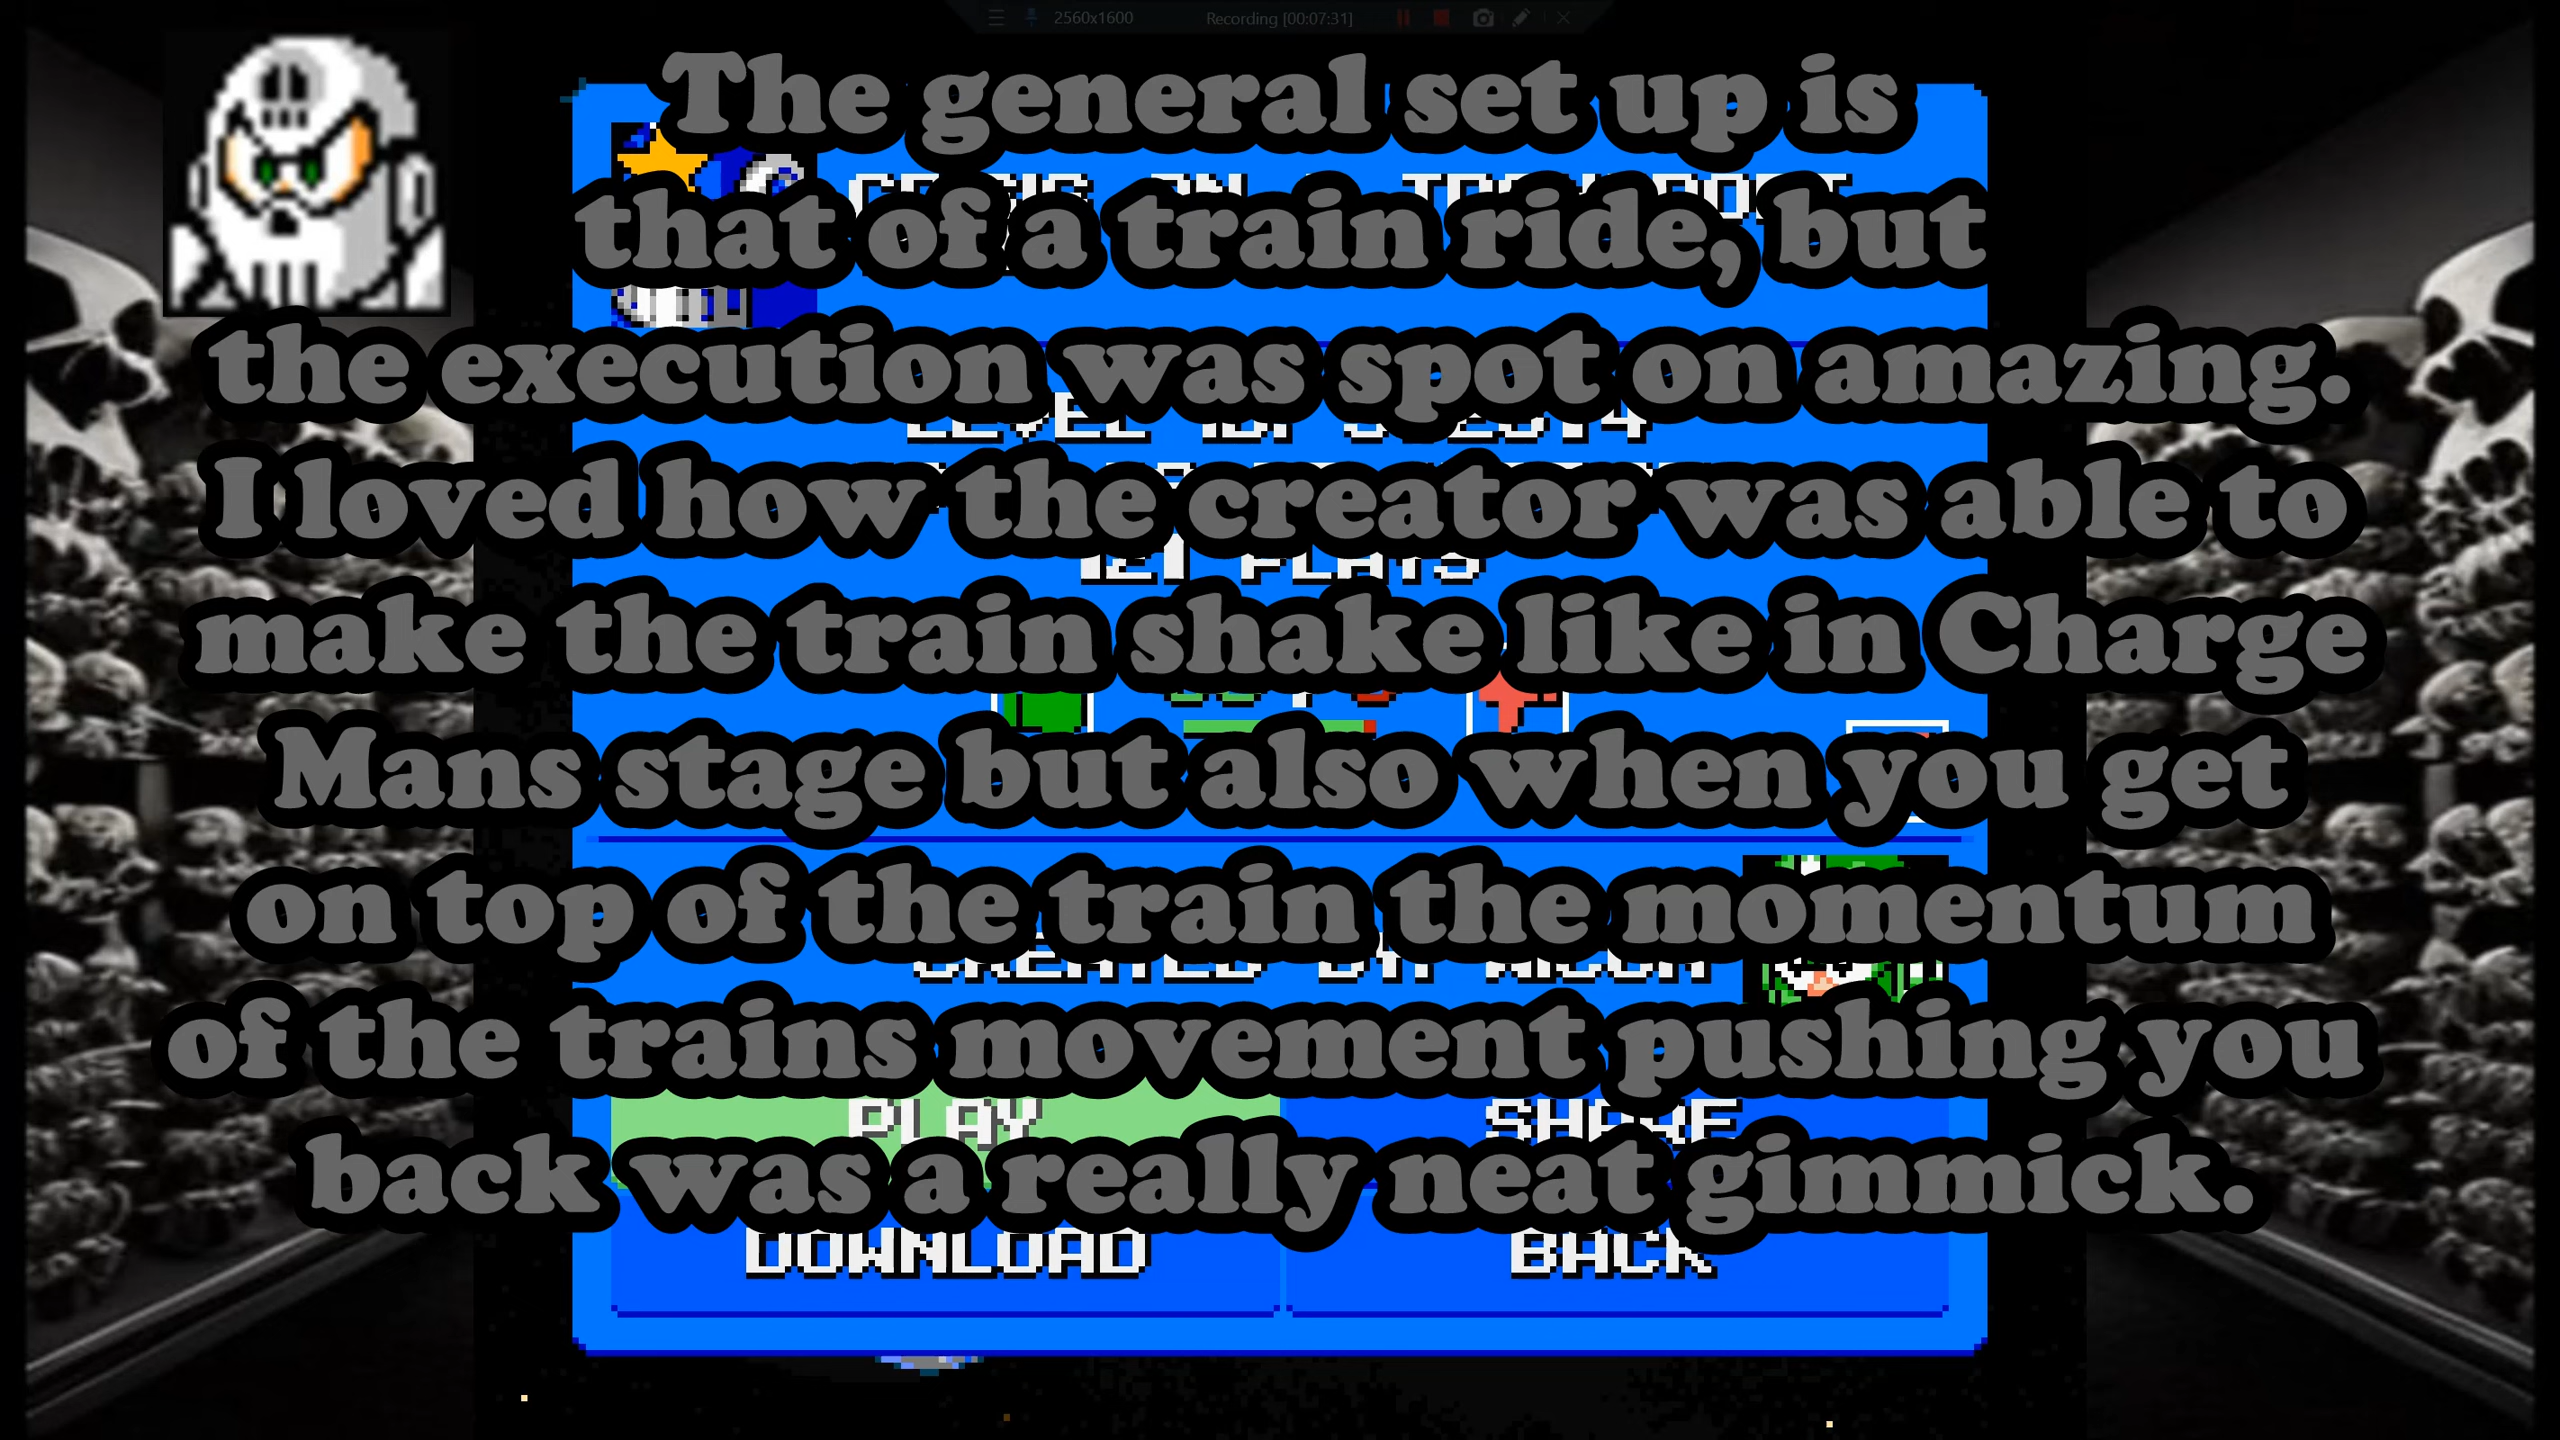 2560x1600 Recording [00:07:31]
The general set up is
that of a train ride, but
the execution was spot on amazing.
I loved how the creator was able to
make the train shake like in Charge
Mans stage but also when you get
on top of the train the momentum
of the trains movement pushing you
back was a really neat gimmick.
PLAY SHARE
DOWNLOAD BACK